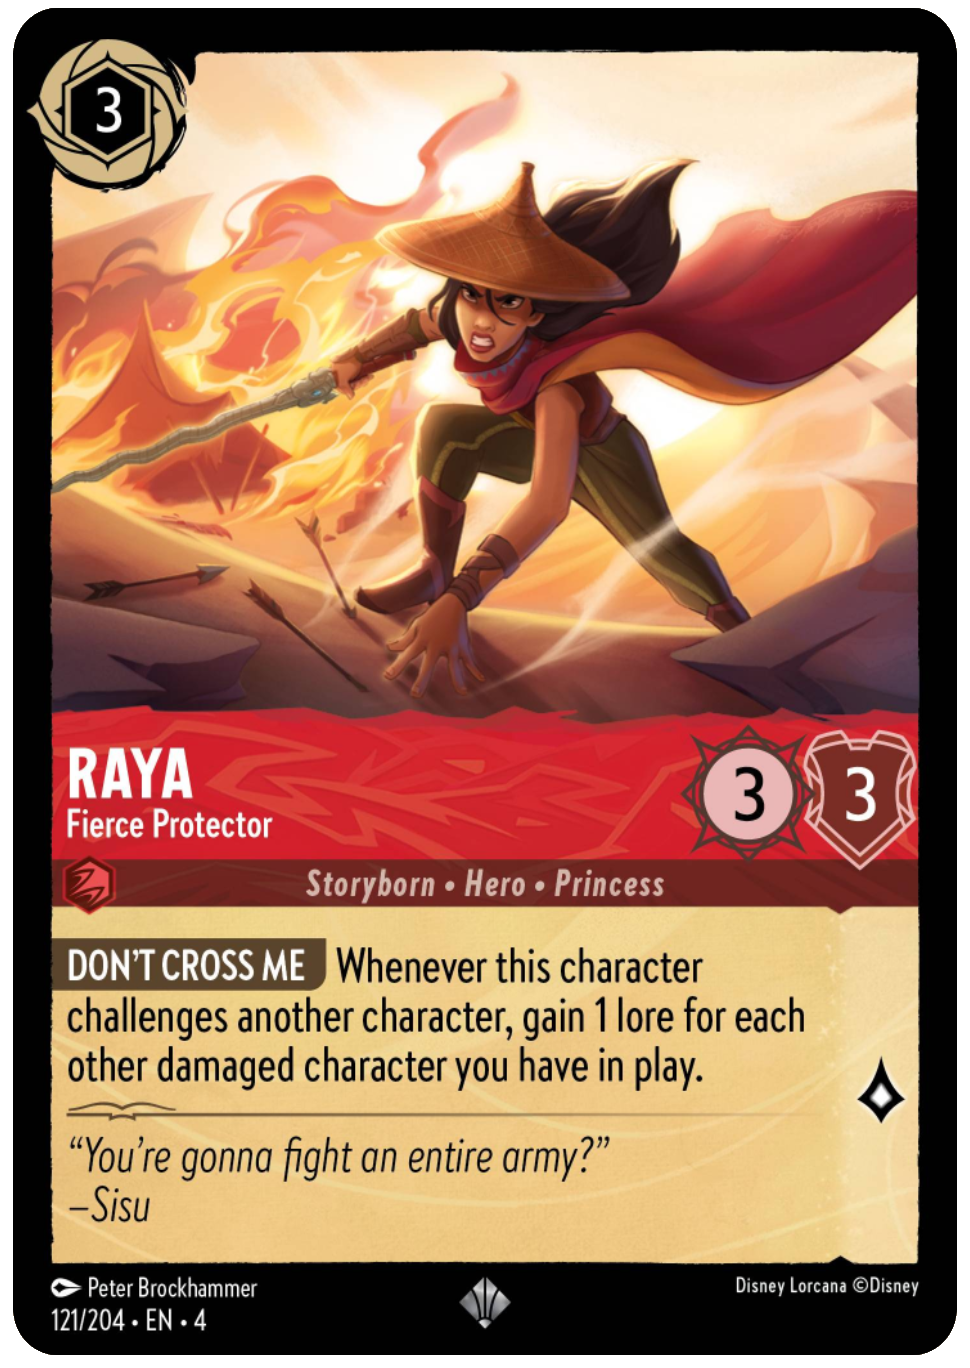 3
RAYA
Fierce Protector
3
3
Storyborn • Hero • Princess
DON'T CROSS ME Whenever this character
challenges another character, gain 1 lore for each
other damaged character you have in play.
“You're gonna fight an entire army?”
–Sisu
Peter Brockhammer
Disney Lorcana ©Disney
121/204 • EN • 4